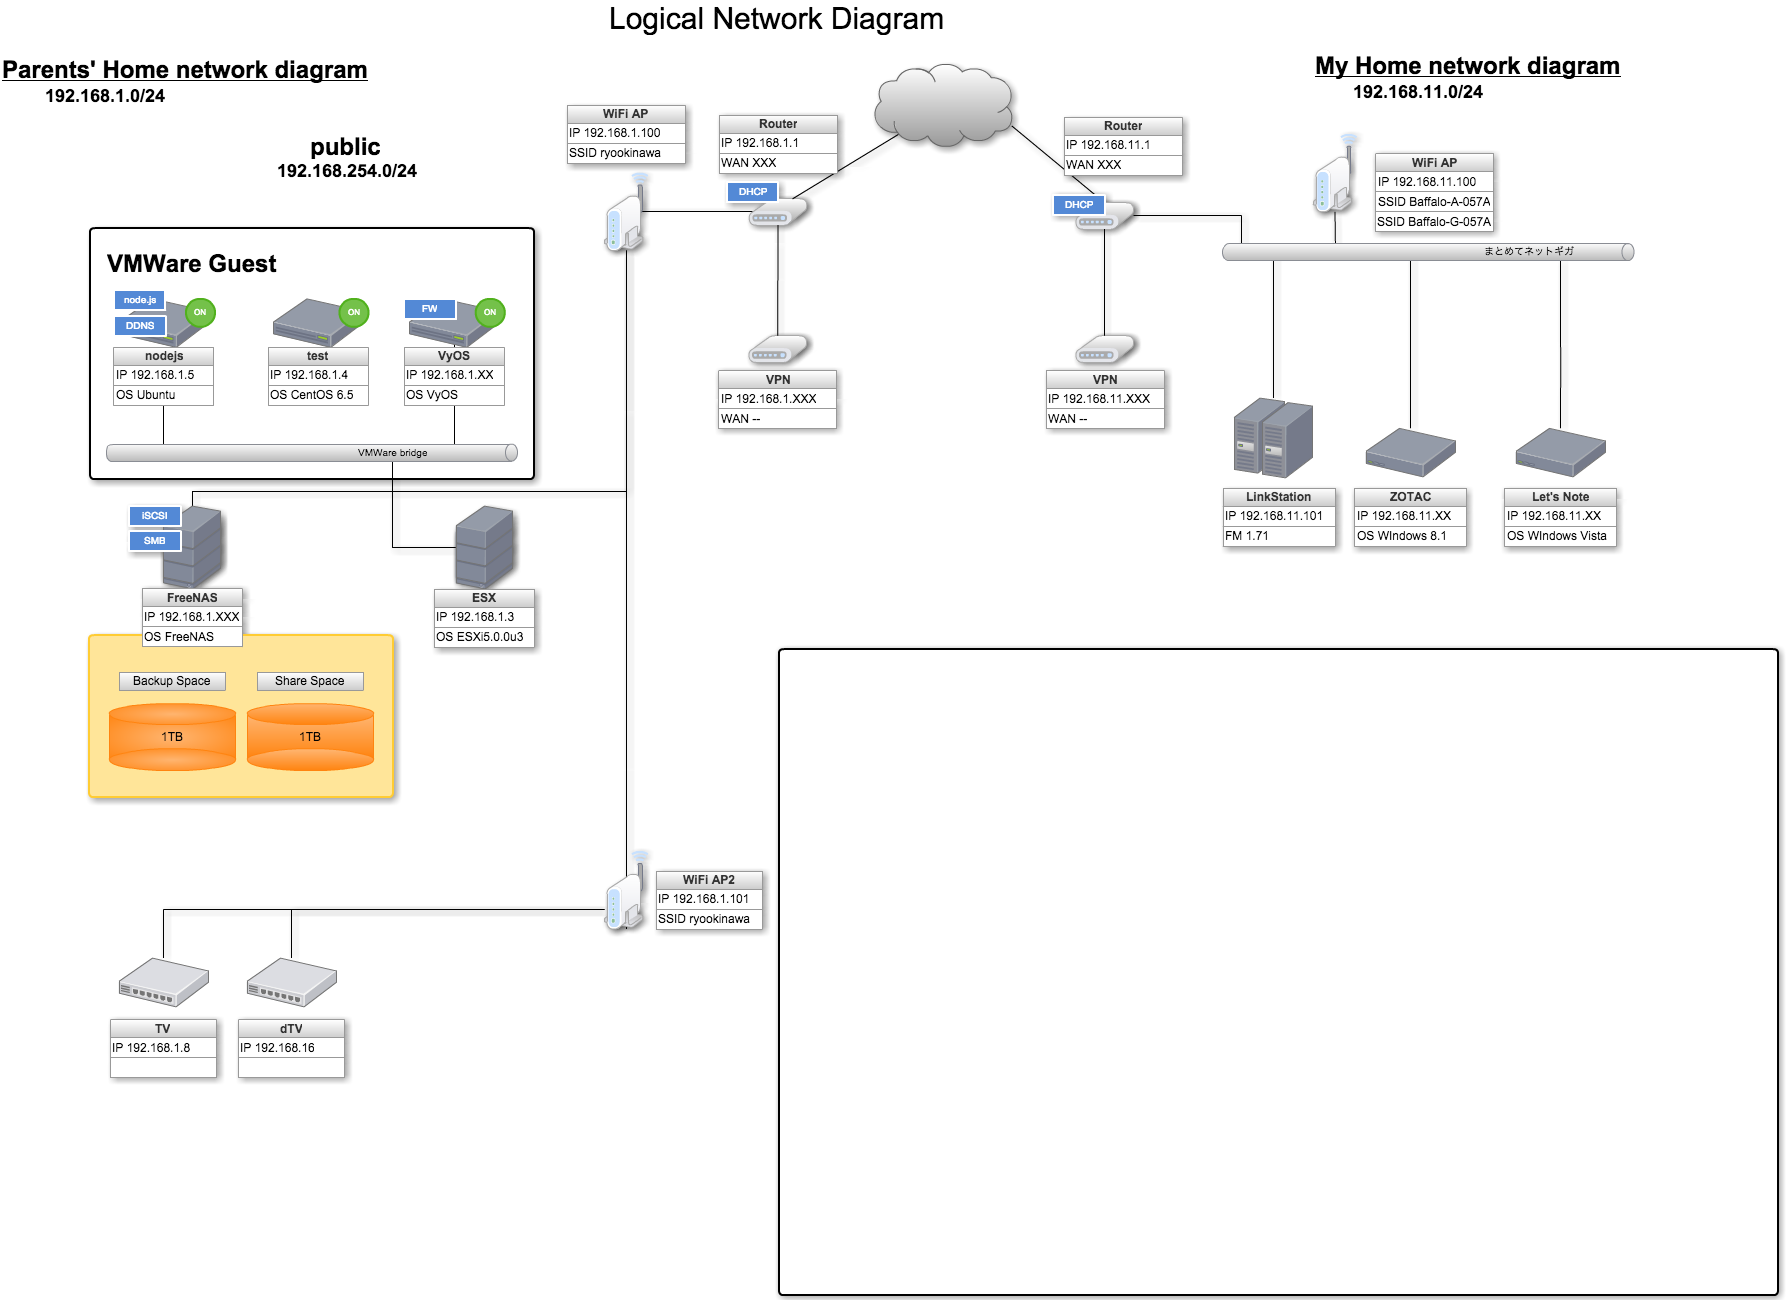 Logical Network Diagram
Parents' Home network diagram
192.168.1.0/24
My Home network diagram
192.168.11.0/24
public
192.168.254.0/24
WiFi AP
IP 192.168.1.100
SSID ryookinawa
Router
IP 192.168.1.1
WAN XXX
DHCP
Router
IP 192.168.11.1
WAN XXX
DHCP
WiFi AP
IP 192.168.11.100
SSID Baffalo-A-057A
SSID Baffalo-G-057A
まとめてネットギガ
VMWare Guest
node.js
DDNS
ON
nodejs
IP 192.168.1.5
OS Ubuntu
ON
test
IP 192.168.1.4
OS CentOS 6.5
FW
ON
VyOS
IP 192.168.1.XX
OS VyOS
VMWare bridge
VPN
IP 192.168.1.XXX
WAN --
VPN
IP 192.168.11.XXX
WAN --
LinkStation
IP 192.168.11.101
FM 1.71
ZOTAC
IP 192.168.11.XX
OS WIndows 8.1
Let's Note
IP 192.168.11.XX
OS WIndows Vista
iSCSI
SMB
FreeNAS
IP 192.168.1.XXX
OS FreeNAS
ESX
IP 192.168.1.3
OS ESXi5.0.0u3
Backup Space
Share Space
1TB
1TB
WiFi AP2
IP 192.168.1.101
SSID ryookinawa
TV
IP 192.168.1.8
dTV
IP 192.168.16